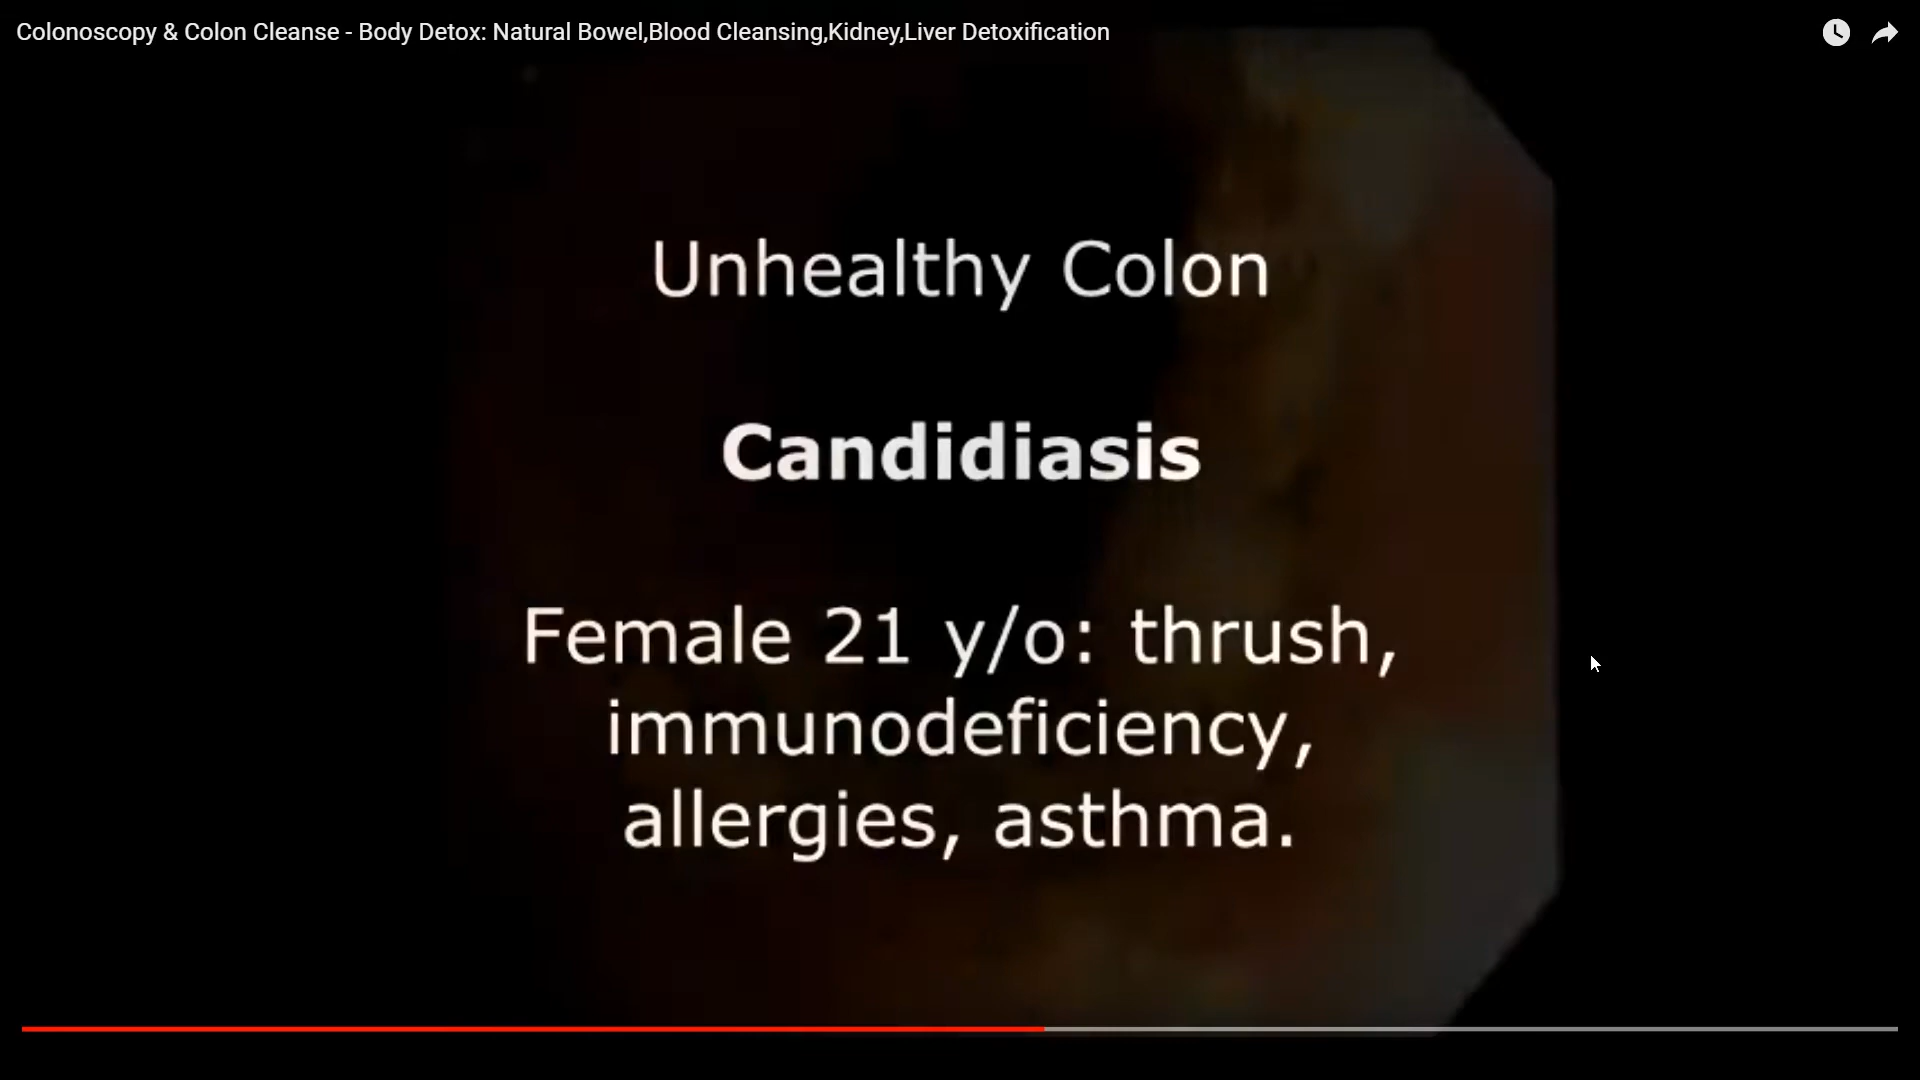 Colonoscopy & Colon Cleanse - Body Detox: Natural Bowel,Blood Cleansing,Kidney,Liver Detoxification
Unhealthy Colon
Candidiasis
Female 21 y/o: thrush,
immunodeficiency,
allergies, asthma.